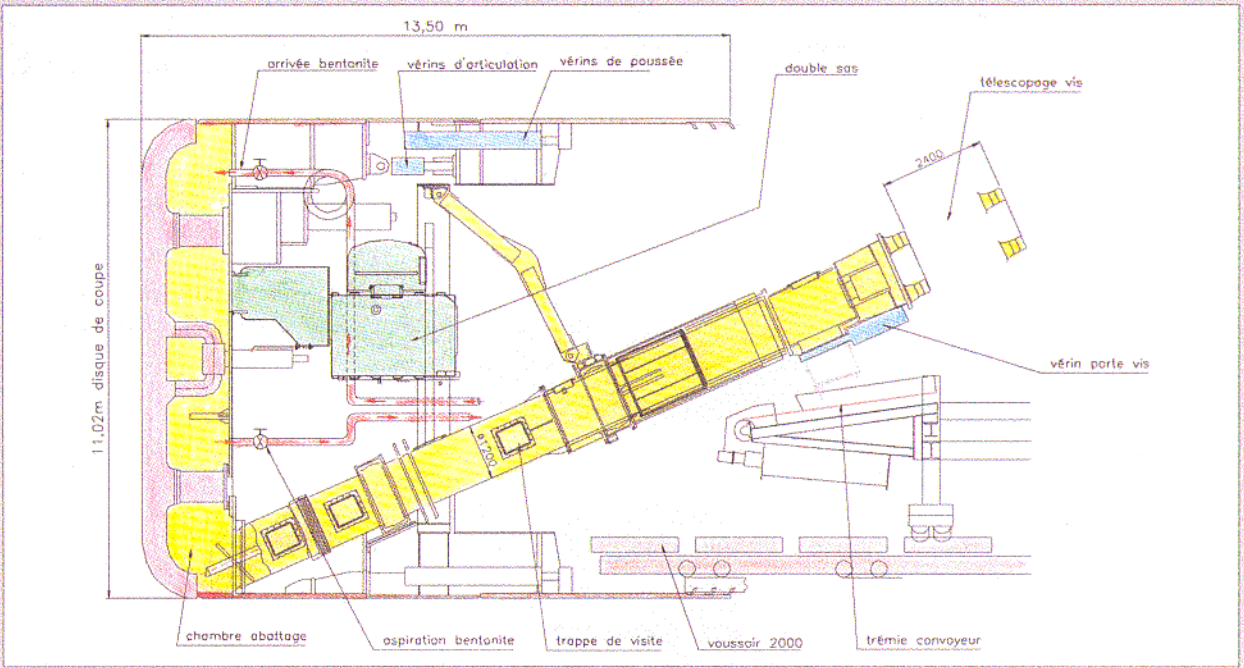 13,50 m
arrivée bentonite
vérins d'articulation
vérins de poussèe
double sas
télescopage vis
2400
11,02m disque de coupe
vérin porte vis
ø1200
chambre abattage
aspiration bentonite
trappe de visite
voussoir 2000
trémie convoyeur